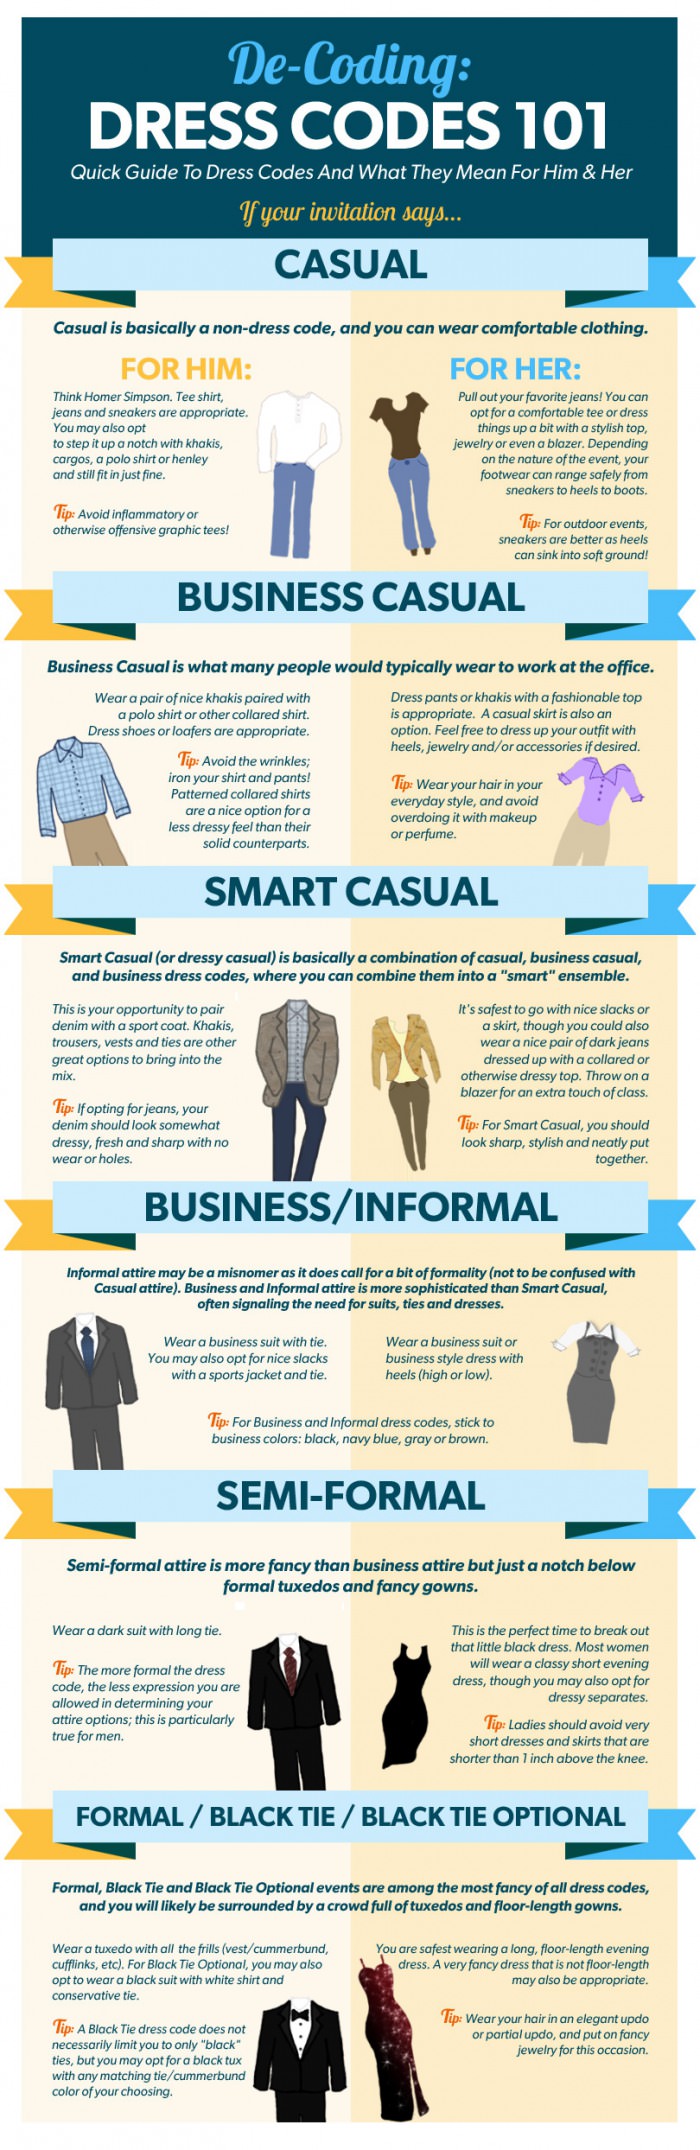 De-Coding:
DRESS CODES 101
Quick Guide To Dress Codes And What They Mean For Him & Her
If your invitation says...
CASUAL
Casual is basically a non-dress code, and you can wear comfortable clothing.
FOR HIM:
Think Homer Simpson. Tee shirt,
jeans and sneakers are appropriate.
You may also opt
to step it up a notch with khakis,
cargos, a polo shirt or henley
and still fit in just fine.
Tip: Avoid inflammatory or
otherwise offensive graphic tees!
FOR HER:
Pull out your favorite jeans! You can
opt for a comfortable tee or dress
things up a bit with a stylish top,
jewelry or even a blazer. Depending
on the nature of the event, your
footwear can range safely from
sneakers to heels to boots.
Tip: For outdoor events,
sneakers are better as heels
can sink into soft ground!
BUSINESS CASUAL
Business Casual is what many people would typically wear to work at the office.
Wear a pair of nice khakis paired with
a polo shirt or other collared shirt.
Dress shoes or loafers are appropriate.
Tip: Avoid the wrinkles;
iron your shirt and pants!
Patterned collared shirts
are a nice option for a
less dressy feel than their
solid counterparts.
Dress pants or khakis with a fashionable top
is appropriate. A casual skirt is also an
option. Feel free to dress up your outfit with
heels, jewelry and/or accessories if desired.
Tip: Wear your hair in your
everyday style, and avoid
overdoing it with makeup
or perfume.
SMART CASUAL
Smart Casual (or dressy casual) is basically a combination of casual, business casual,
and business dress codes, where you can combine them into a "smart" ensemble.
This is your opportunity to pair
denim with a sport coat. Khakis,
trousers, vests and ties are other
great options to bring into the
mix.
Tip: If opting for jeans, your
denim should look somewhat
dressy, fresh and sharp with no
wear or holes.
It's safest to go with nice slacks or
a skirt, though you could also
wear a nice pair of dark jeans
dressed up with a collared or
otherwise dressy top. Throw on a
blazer for an extra touch of class.
Tip: For Smart Casual, you should
look sharp, stylish and neatly put
together.
BUSINESS/INFORMAL
Informal attire may be a misnomer as it does call for a bit of formality (not to be confused with
Casual attire). Business and Informal attire is more sophisticated than Smart Casual,
often signaling the need for suits, ties and dresses.
Wear a business suit with tie.
You may also opt for nice slacks
with a sports jacket and tie.
Wear a business suit or
business style dress with
heels (high or low).
Tip: For Business and Informal dress codes, stick to
business colors: black, navy blue, gray or brown.
SEMI-FORMAL
Semi-formal attire is more fancy than business attire but just a notch below
formal tuxedos and fancy gowns.
Wear a dark suit with long tie.
Tip: The more formal the dress
code, the less expression you are
allowed in determining your
attire options; this is particularly
true for men.
This is the perfect time to break out
that little black dress. Most women
will wear a classy short evening
dress, though you may also opt for
dressy separates.
Tip: Ladies should avoid very
short dresses and skirts that are
shorter than 1 inch above the knee.
FORMAL / BLACK TIE / BLACK TIE OPTIONAL
Formal, Black Tie and Black Tie Optional events are among the most fancy of all dress codes,
and you will likely be surrounded by a crowd full of tuxedos and floor-length gowns.
Wear a tuxedo with all the frills (vest/cummerbund,
cufflinks, etc). For Black Tie Optional, you may also
opt to wear a black suit with white shirt and
conservative tie.
Tip: A Black Tie dress code does not
necessarily limit you to only "black"
ties, but you may opt for a black tux
with any matching tie/cummerbund
color of your choosing.
You are safest wearing a long, floor-length evening
dress. A very fancy dress that is not floor-length
may also be appropriate.
Tip: Wear your hair in an elegant updo
or partial updo, and put on fancy
jewelry for this occasion.